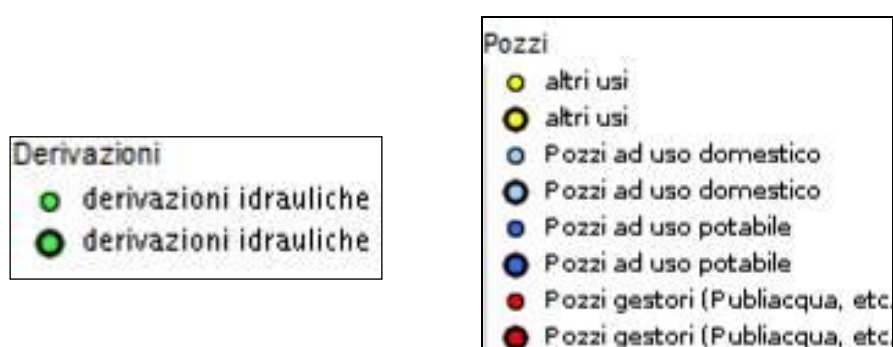 Derivazioni
derivazioni idrauliche
derivazioni idrauliche
Pozzi
altri usi
altri usi
Pozzi ad uso domestico
Pozzi ad uso domestico
Pozzi ad uso potabile
Pozzi ad uso potabile
Pozzi gestori (Publiacqua, etc.
Pozzi gestori (Publiacqua, etc.